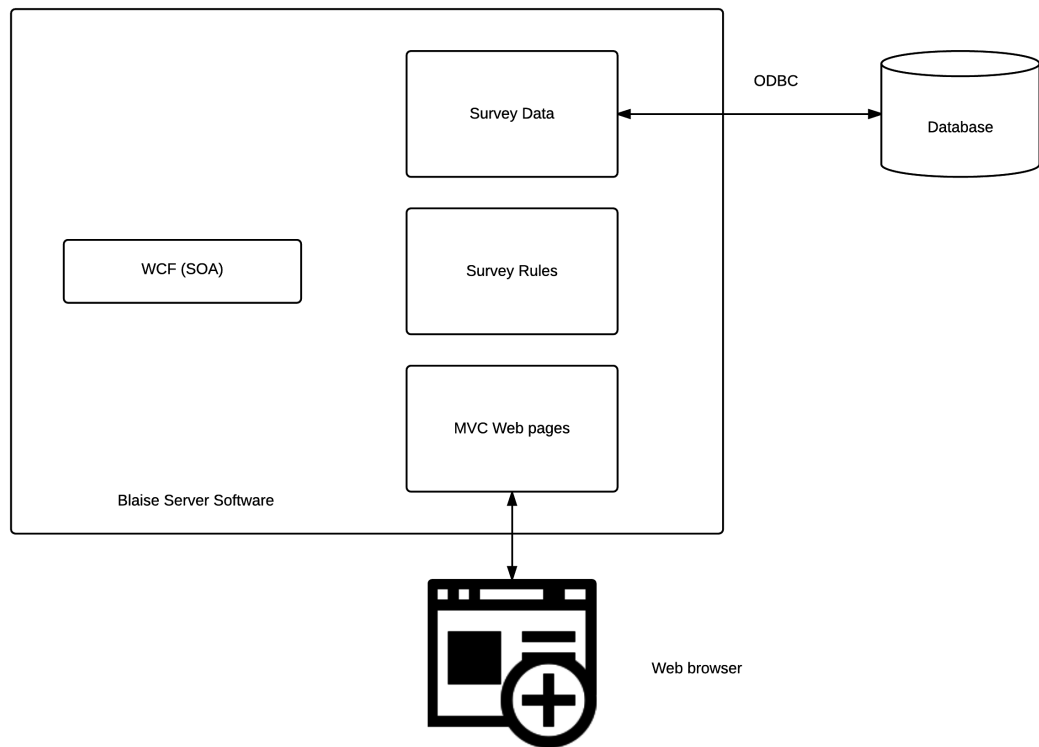 ODBC
Survey Data
Database
WCF (SOA)
Survey Rules
MVC Web pages
Blaise Server Software
Web browser